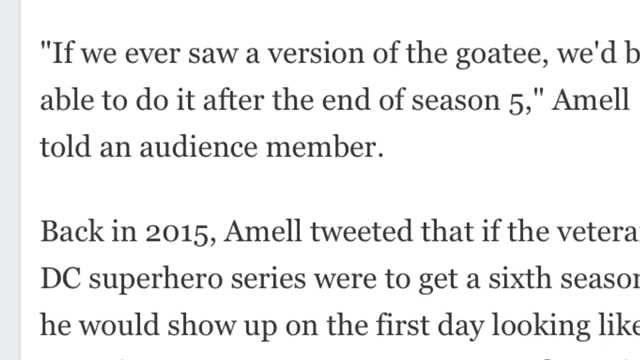 "If we ever saw a version of the goatee, we'd
able to do it after the end of season 5," Amell
told an audience member.
Back in 2015, Amell tweeted that if the
DC superhero series were to get a sixth season
he would show up on the first day looking like